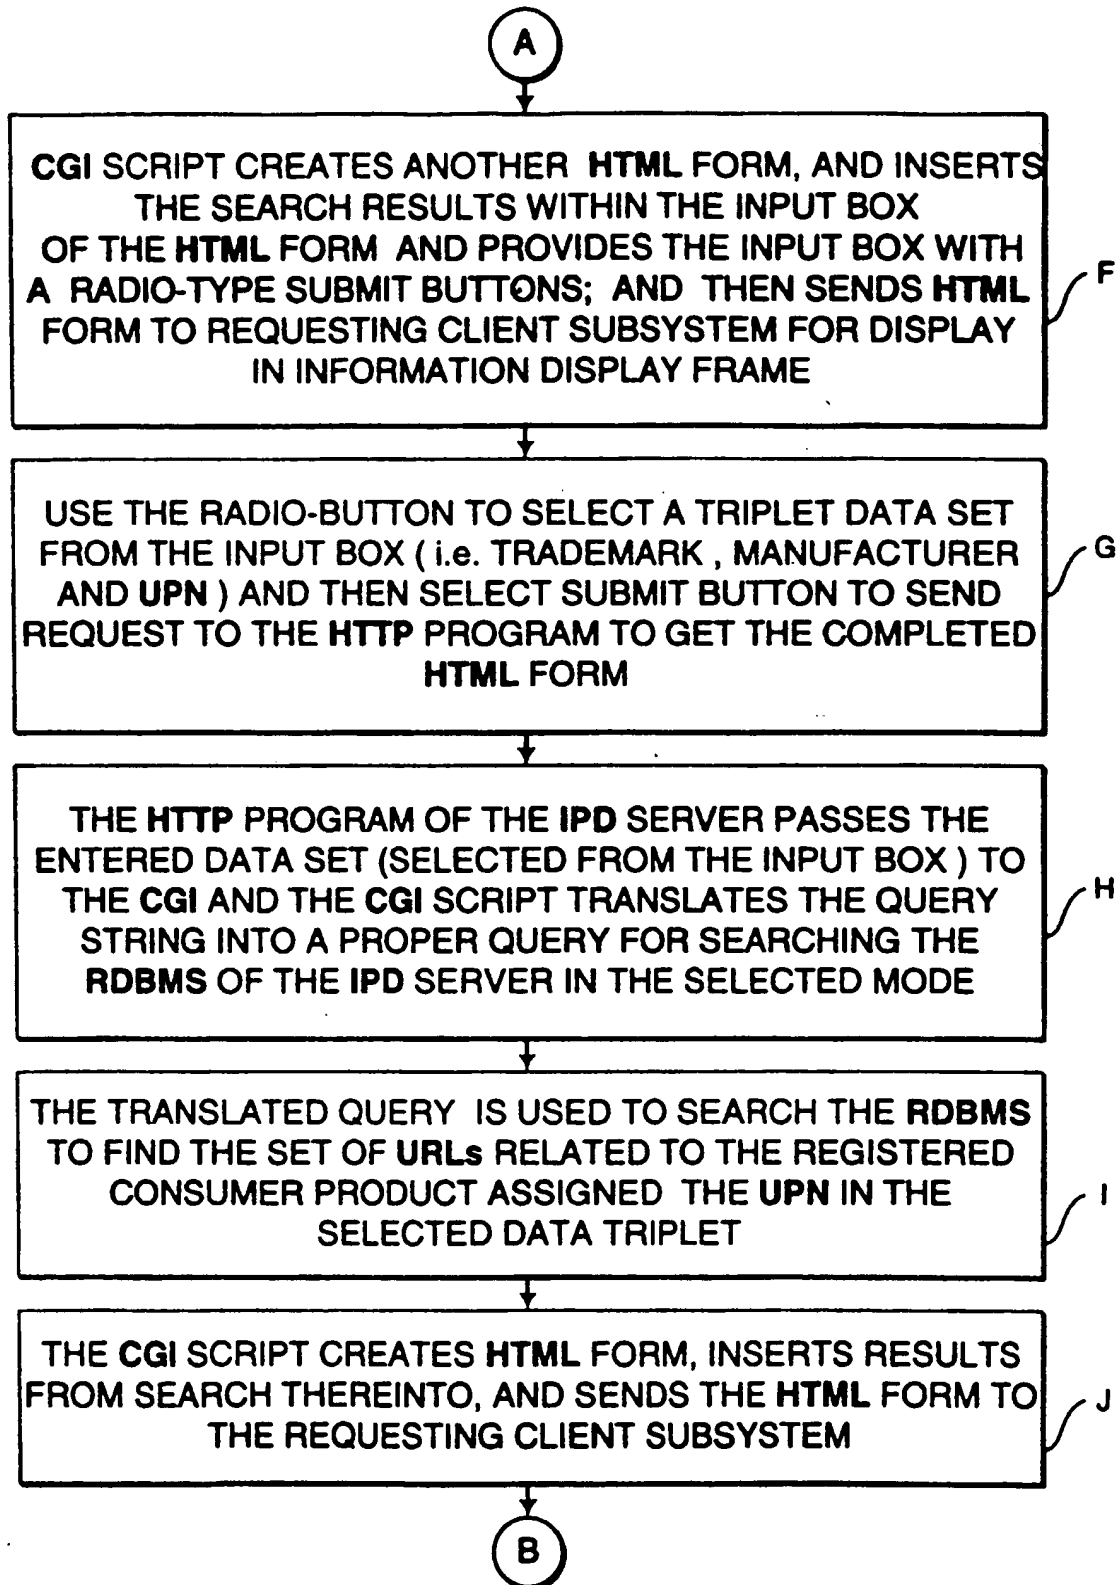 A
CGI SCRIPT CREATES ANOTHER HTML FORM, AND INSERTS
THE SEARCH RESULTS WITHIN THE INPUT BOX
OF THE HTML FORM AND PROVIDES THE INPUT BOX WITH
A RADIO-TYPE SUBMIT BUTTONS; AND THEN SENDS HTML
FORM TO REQUESTING CLIENT SUBSYSTEM FOR DISPLAY
IN INFORMATION DISPLAY FRAME
F
USE THE RADIO-BUTTON TO SELECT A TRIPLET DATA SET
FROM THE INPUT BOX ( i.e. TRADEMARK , MANUFACTURER
AND UPN ) AND THEN SELECT SUBMIT BUTTON TO SEND
REQUEST TO THE HTTP PROGRAM TO GET THE COMPLETED
HTML FORM
G
THE HTTP PROGRAM OF THE IPD SERVER PASSES THE
ENTERED DATA SET (SELECTED FROM THE INPUT BOX ) TO
THE CGI AND THE CGI SCRIPT TRANSLATES THE QUERY
STRING INTO A PROPER QUERY FOR SEARCHING THE
RDBMS OF THE IPD SERVER IN THE SELECTED MODE
H
THE TRANSLATED QUERY IS USED TO SEARCH THE RDBMS
TO FIND THE SET OF URLs RELATED TO THE REGISTERED
CONSUMER PRODUCT ASSIGNED THE UPN IN THE
SELECTED DATA TRIPLET
I
THE CGI SCRIPT CREATES HTML FORM, INSERTS RESULTS
FROM SEARCH THEREINTO, AND SENDS THE HTML FORM TO
THE REQUESTING CLIENT SUBSYSTEM
J
B